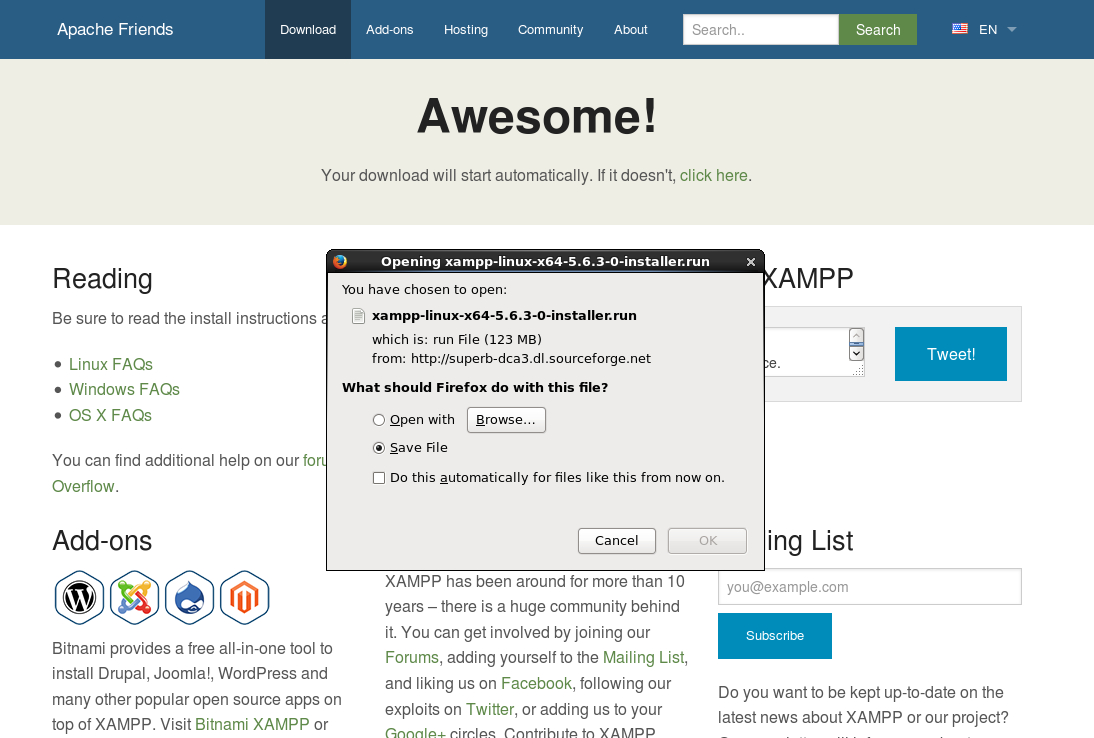 Apache Friends
Download
Add-ons
Hosting
Community
About
Search..
Search
EN
Awesome!
Your download will start automatically. If it doesn't, click here.
Reading
Be sure to read the install instructions
Linux FAQs
Windows FAQs
OS X FAQs
You can find additional help on our
Overflow.
Add-ons
Bitnami provides a free all-in-one tool to
install Drupal, Joomla!, WordPress and
many other popular open source apps on
top of XAMPP. Visit Bitnami XAMPP or
Opening xampp-linux-x64-5.6.3-0-installer.run
You have chosen to open:
xampp-linux-x64-5.6.3-0-installer.run
which is: run File (123 MB)
from: http://superb-dca3.dl.sourceforge.net
What should Firefox do with this file?
Open with
Browse...
Save File
Do this automatically for files like this from now on.
Cancel
OK
XAMPP has been around for more than 10
years – there is a huge community behind
it. You can get involved by joining our
Forums, adding yourself to the Mailing List,
and liking us on Facebook, following our
exploits on Twitter, or adding us to your
Google+ circles. Contribute to XAMPP
XAMPP
ce.
Tweet!
ing List
you@example.com
Subscribe
Do you want to be kept up-to-date on the
latest news about XAMPP or our project?